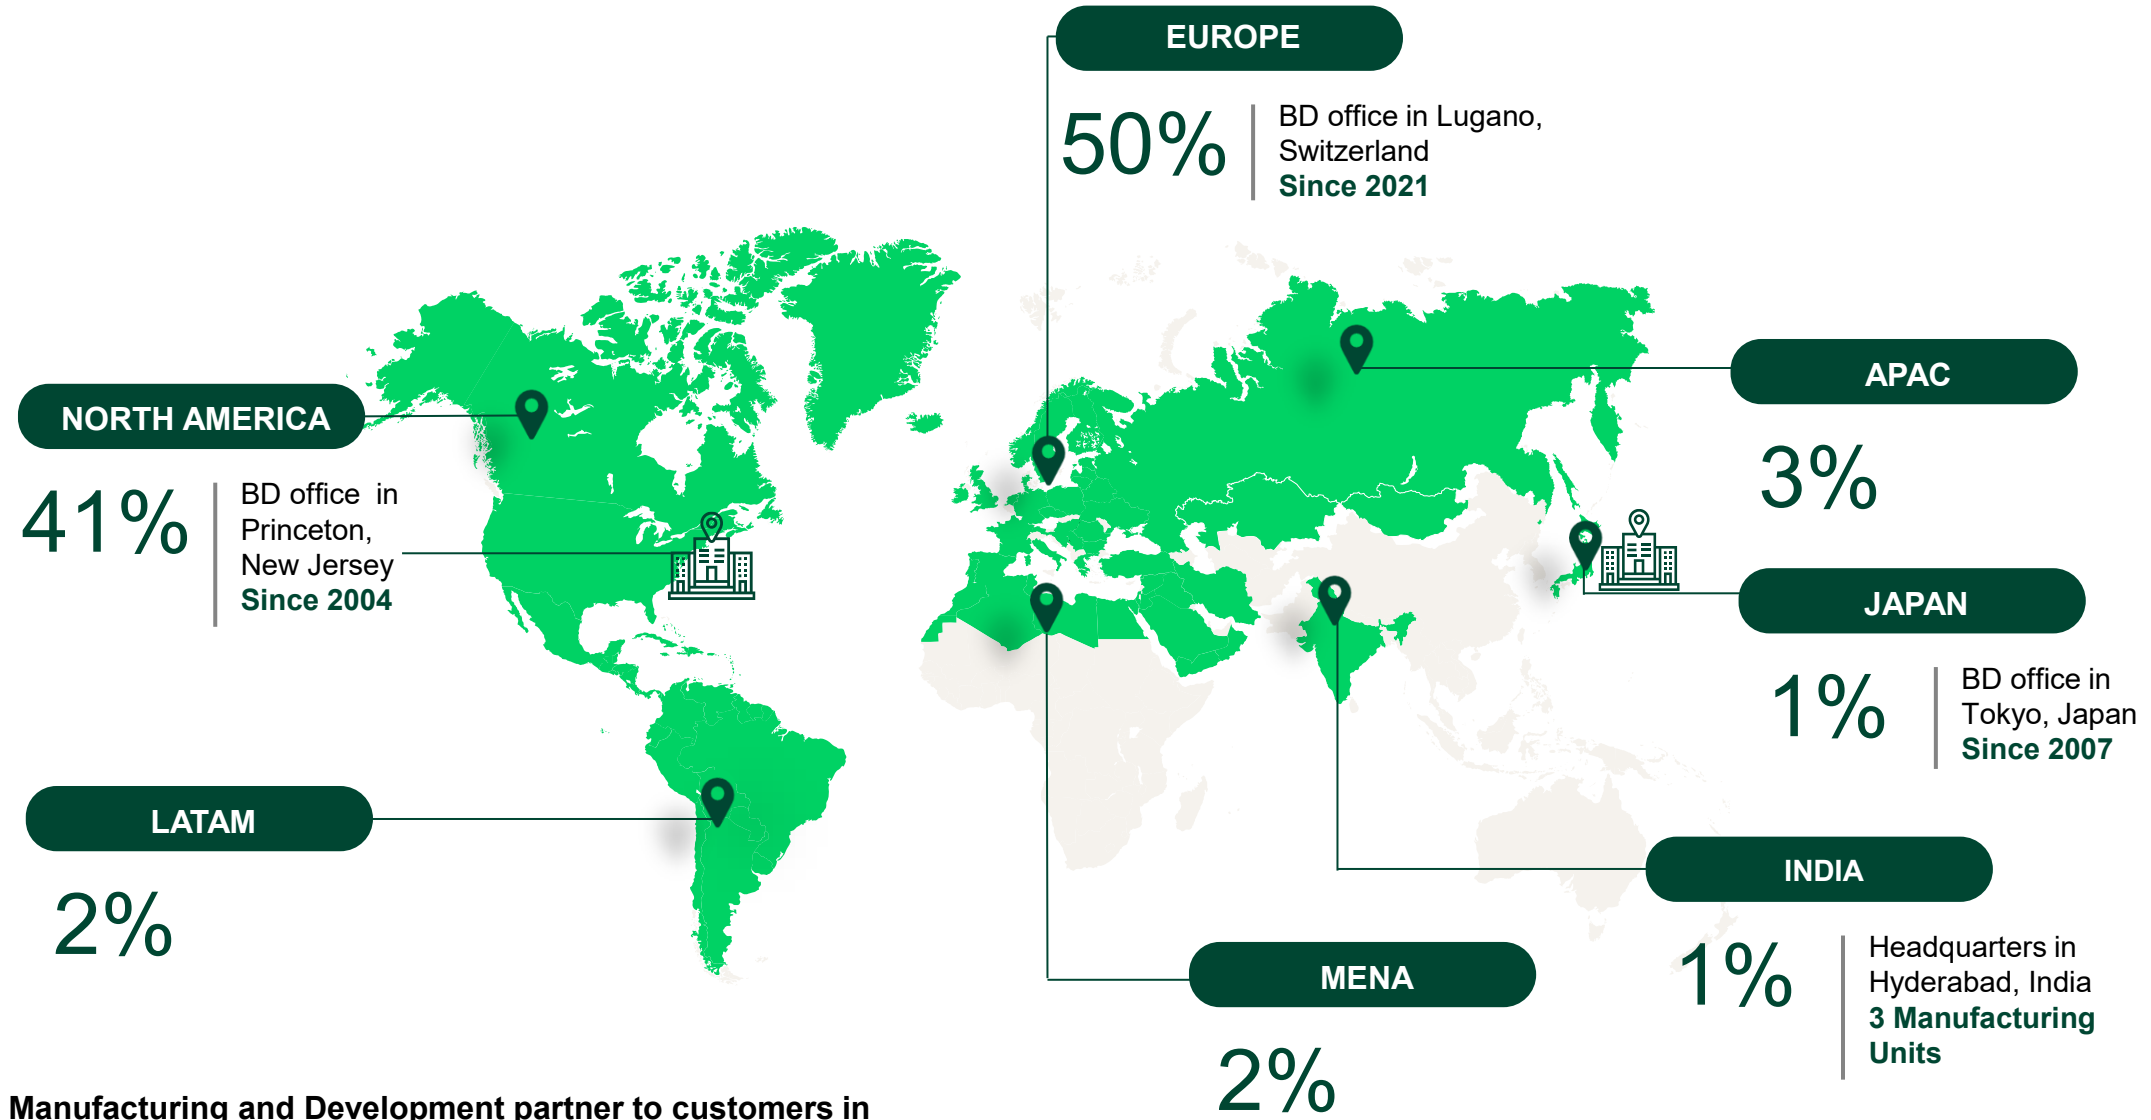 EUROPE
50%
BD office in Lugano,
Switzerland
Since 2021
NORTH AMERICA
41%
BD office in
Princeton,
New Jersey
Since 2004
APAC
3%
JAPAN
1%
BD office in
Tokyo, Japan
Since 2007
LATAM
2%
INDIA
1%
Headquarters in
Hyderabad, India
3 Manufacturing
Units
MENA
2%
Manufacturing and Development partner to customers in